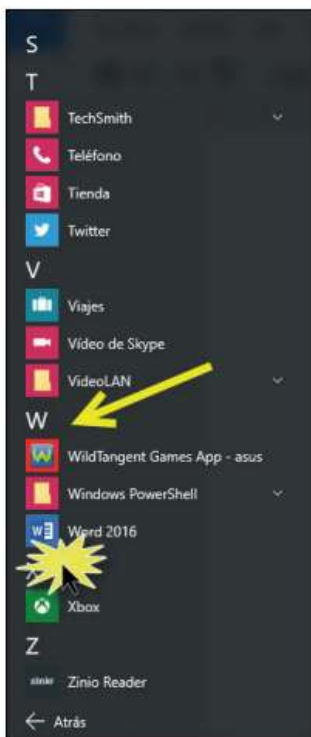 S
T
TechSmith
Teléfono
Tienda
Twitter
V
Viajes
Vídeo de Skype
VideoLAN
W
WildTangent Games App - asus
Windows PowerShell
Word 2016
X
Xbox
Z
Zinio Reader
Atrás